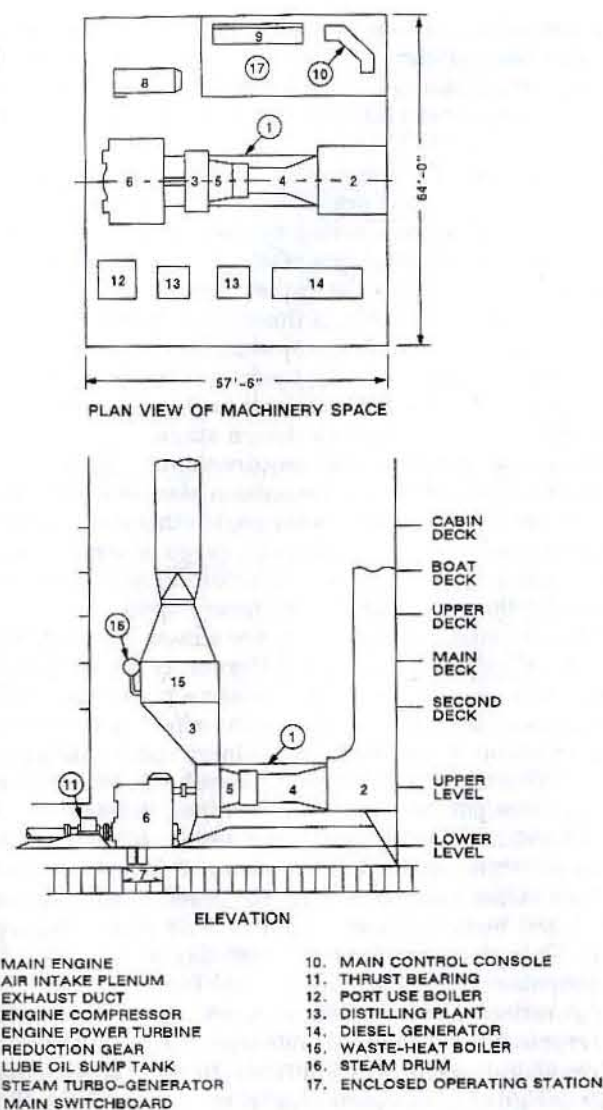 9
17
10
8
1
6
3
5
4
2
64'-0"
12
13
13
14
57'-6"
PLAN VIEW OF MACHINERY SPACE
CABIN
DECK
BOAT
DECK
UPPER
DECK
16
MAIN
DECK
15
SECOND
DECK
3
1
11
5
4
2
UPPER
LEVEL
6
LOWER
LEVEL
7
ELEVATION
MAIN ENGINE
AIR INTAKE PLENUM
EXHAUST DUCT
ENGINE COMPRESSOR
ENGINE POWER TURBINE
REDUCTION GEAR
LUBE OIL SUMP TANK
STEAM TURBO-GENERATOR
MAIN SWITCHBOARD
10. MAIN CONTROL CONSOLE
11. THRUST BEARING
12. PORT USE BOILER
13. DISTILLING PLANT
14. DIESEL GENERATOR
15. WASTE-HEAT BOILER
16 STEAM DRUM
17. ENCLOSED OPERATING STATION